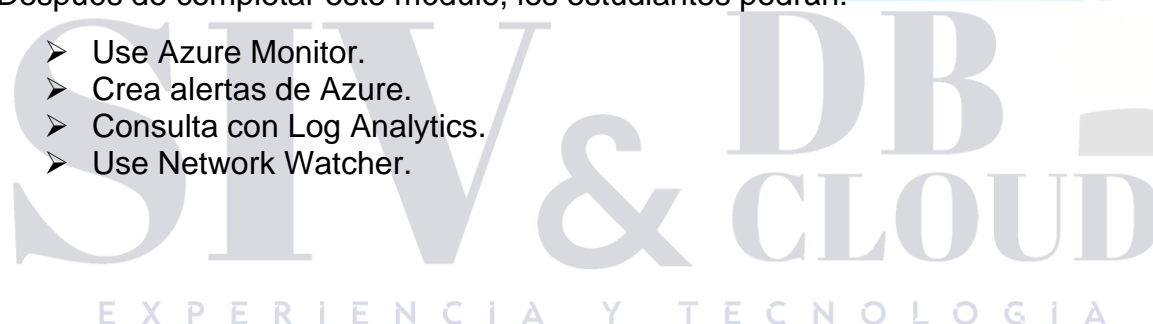 Después de completar este módulo, los estudiantes podrán:
➢ Use Azure Monitor.
➢ Crea alertas de Azure.
➢ Consulta con Log Analytics.
➢ Use Network Watcher.
SIV & DB CLOUD
EXPERIENCIA Y TECNOLOGIA